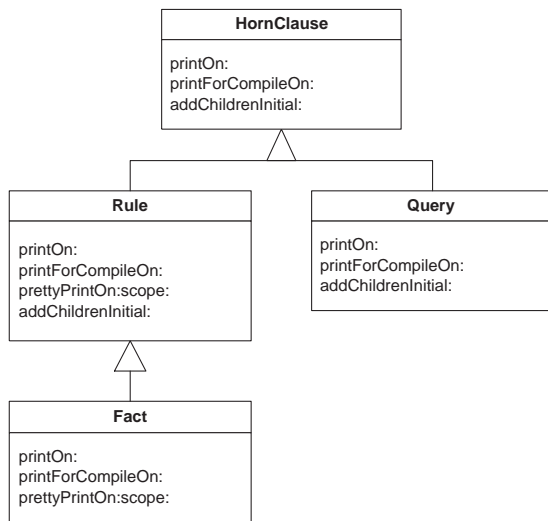 HornClause
printOn:
printForCompileOn:
addChildrenInitial:
Rule
printOn:
printForCompileOn:
prettyPrintOn:scope:
addChildrenInitial:
Query
printOn:
printForCompileOn:
addChildrenInitial:
Fact
printOn:
printForCompileOn:
prettyPrintOn:scope: